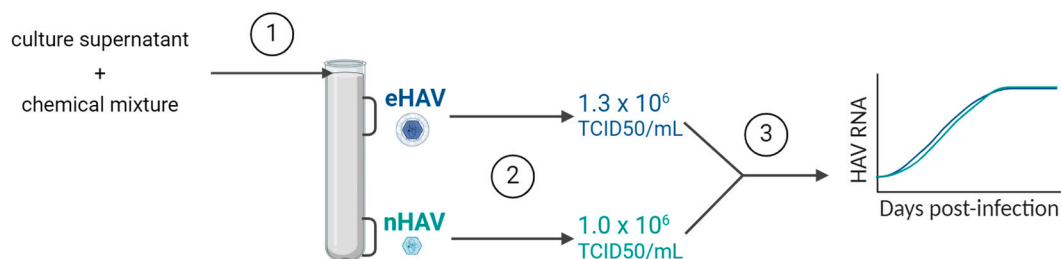 culture supernatant
+
chemical mixture
1
eHAV
1.3 x 10⁶
TCID50/mL
2
nHAV
1.0 x 10⁶
TCID50/mL
3
HAV RNA
Days post-infection